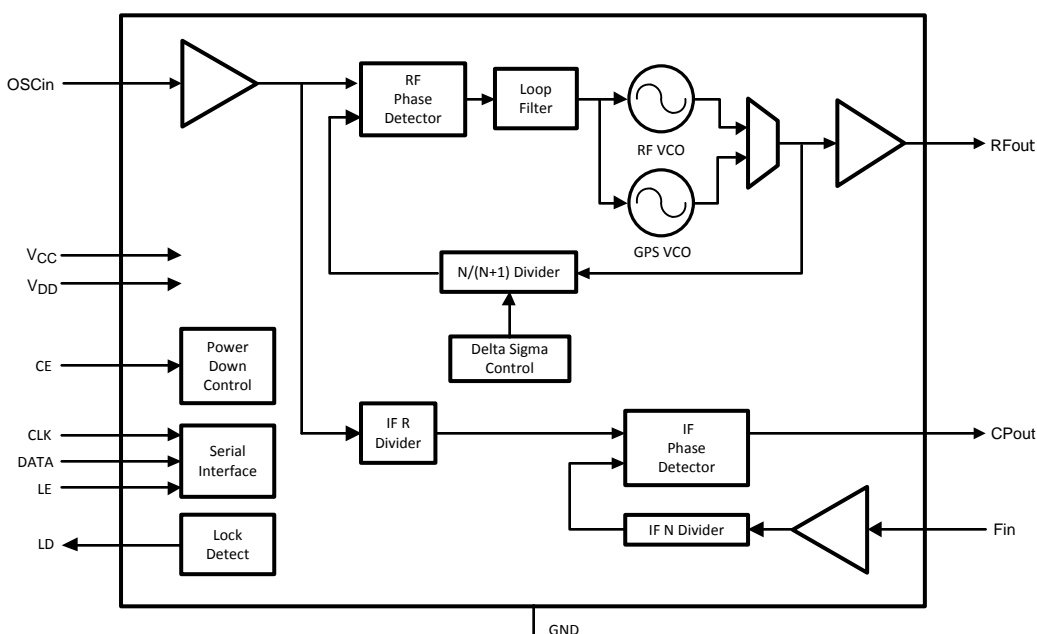 OSCin
RF
Phase
Detector
Loop
Filter
RF VCO
RFout
GPS VCO
VCC
VDD
N/(N+1) Divider
Delta Sigma
Control
CE
Power
Down
Control
IF R
Divider
IF
Phase
Detector
CPout
CLK
DATA
LE
Serial
Interface
IF N Divider
Fin
LD
Lock
Detect
GND